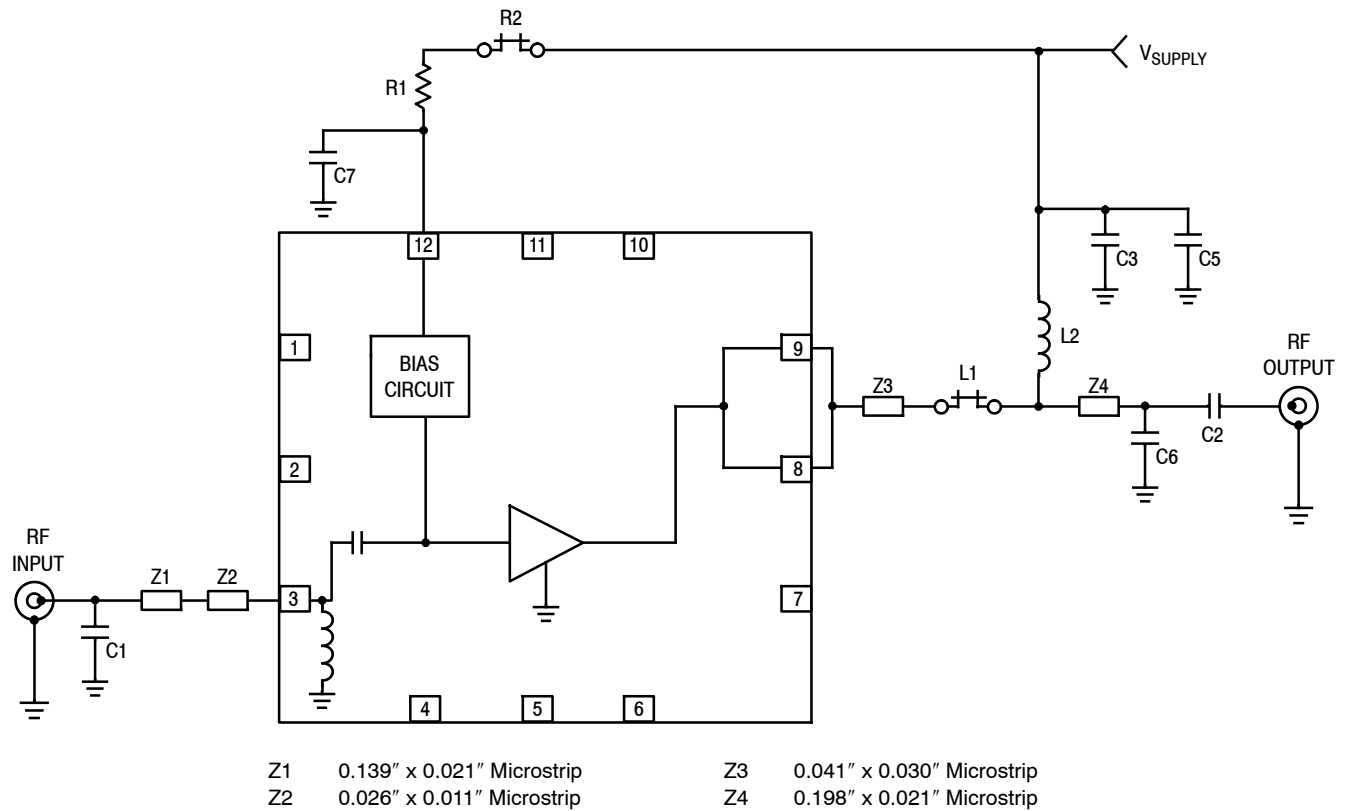 R2
V_SUPPLY
R1
C7
12
11
10
C3
C5
1
BIAS
CIRCUIT
9
L2
RF
OUTPUT
Z3
L1
Z4
2
8
C6
C2
RF
INPUT
Z1
Z2
3
7
C1
4
5
6
Z1 0.139″ x 0.021″ Microstrip
Z2 0.026″ x 0.011″ Microstrip
Z3 0.041″ x 0.030″ Microstrip
Z4 0.198″ x 0.021″ Microstrip